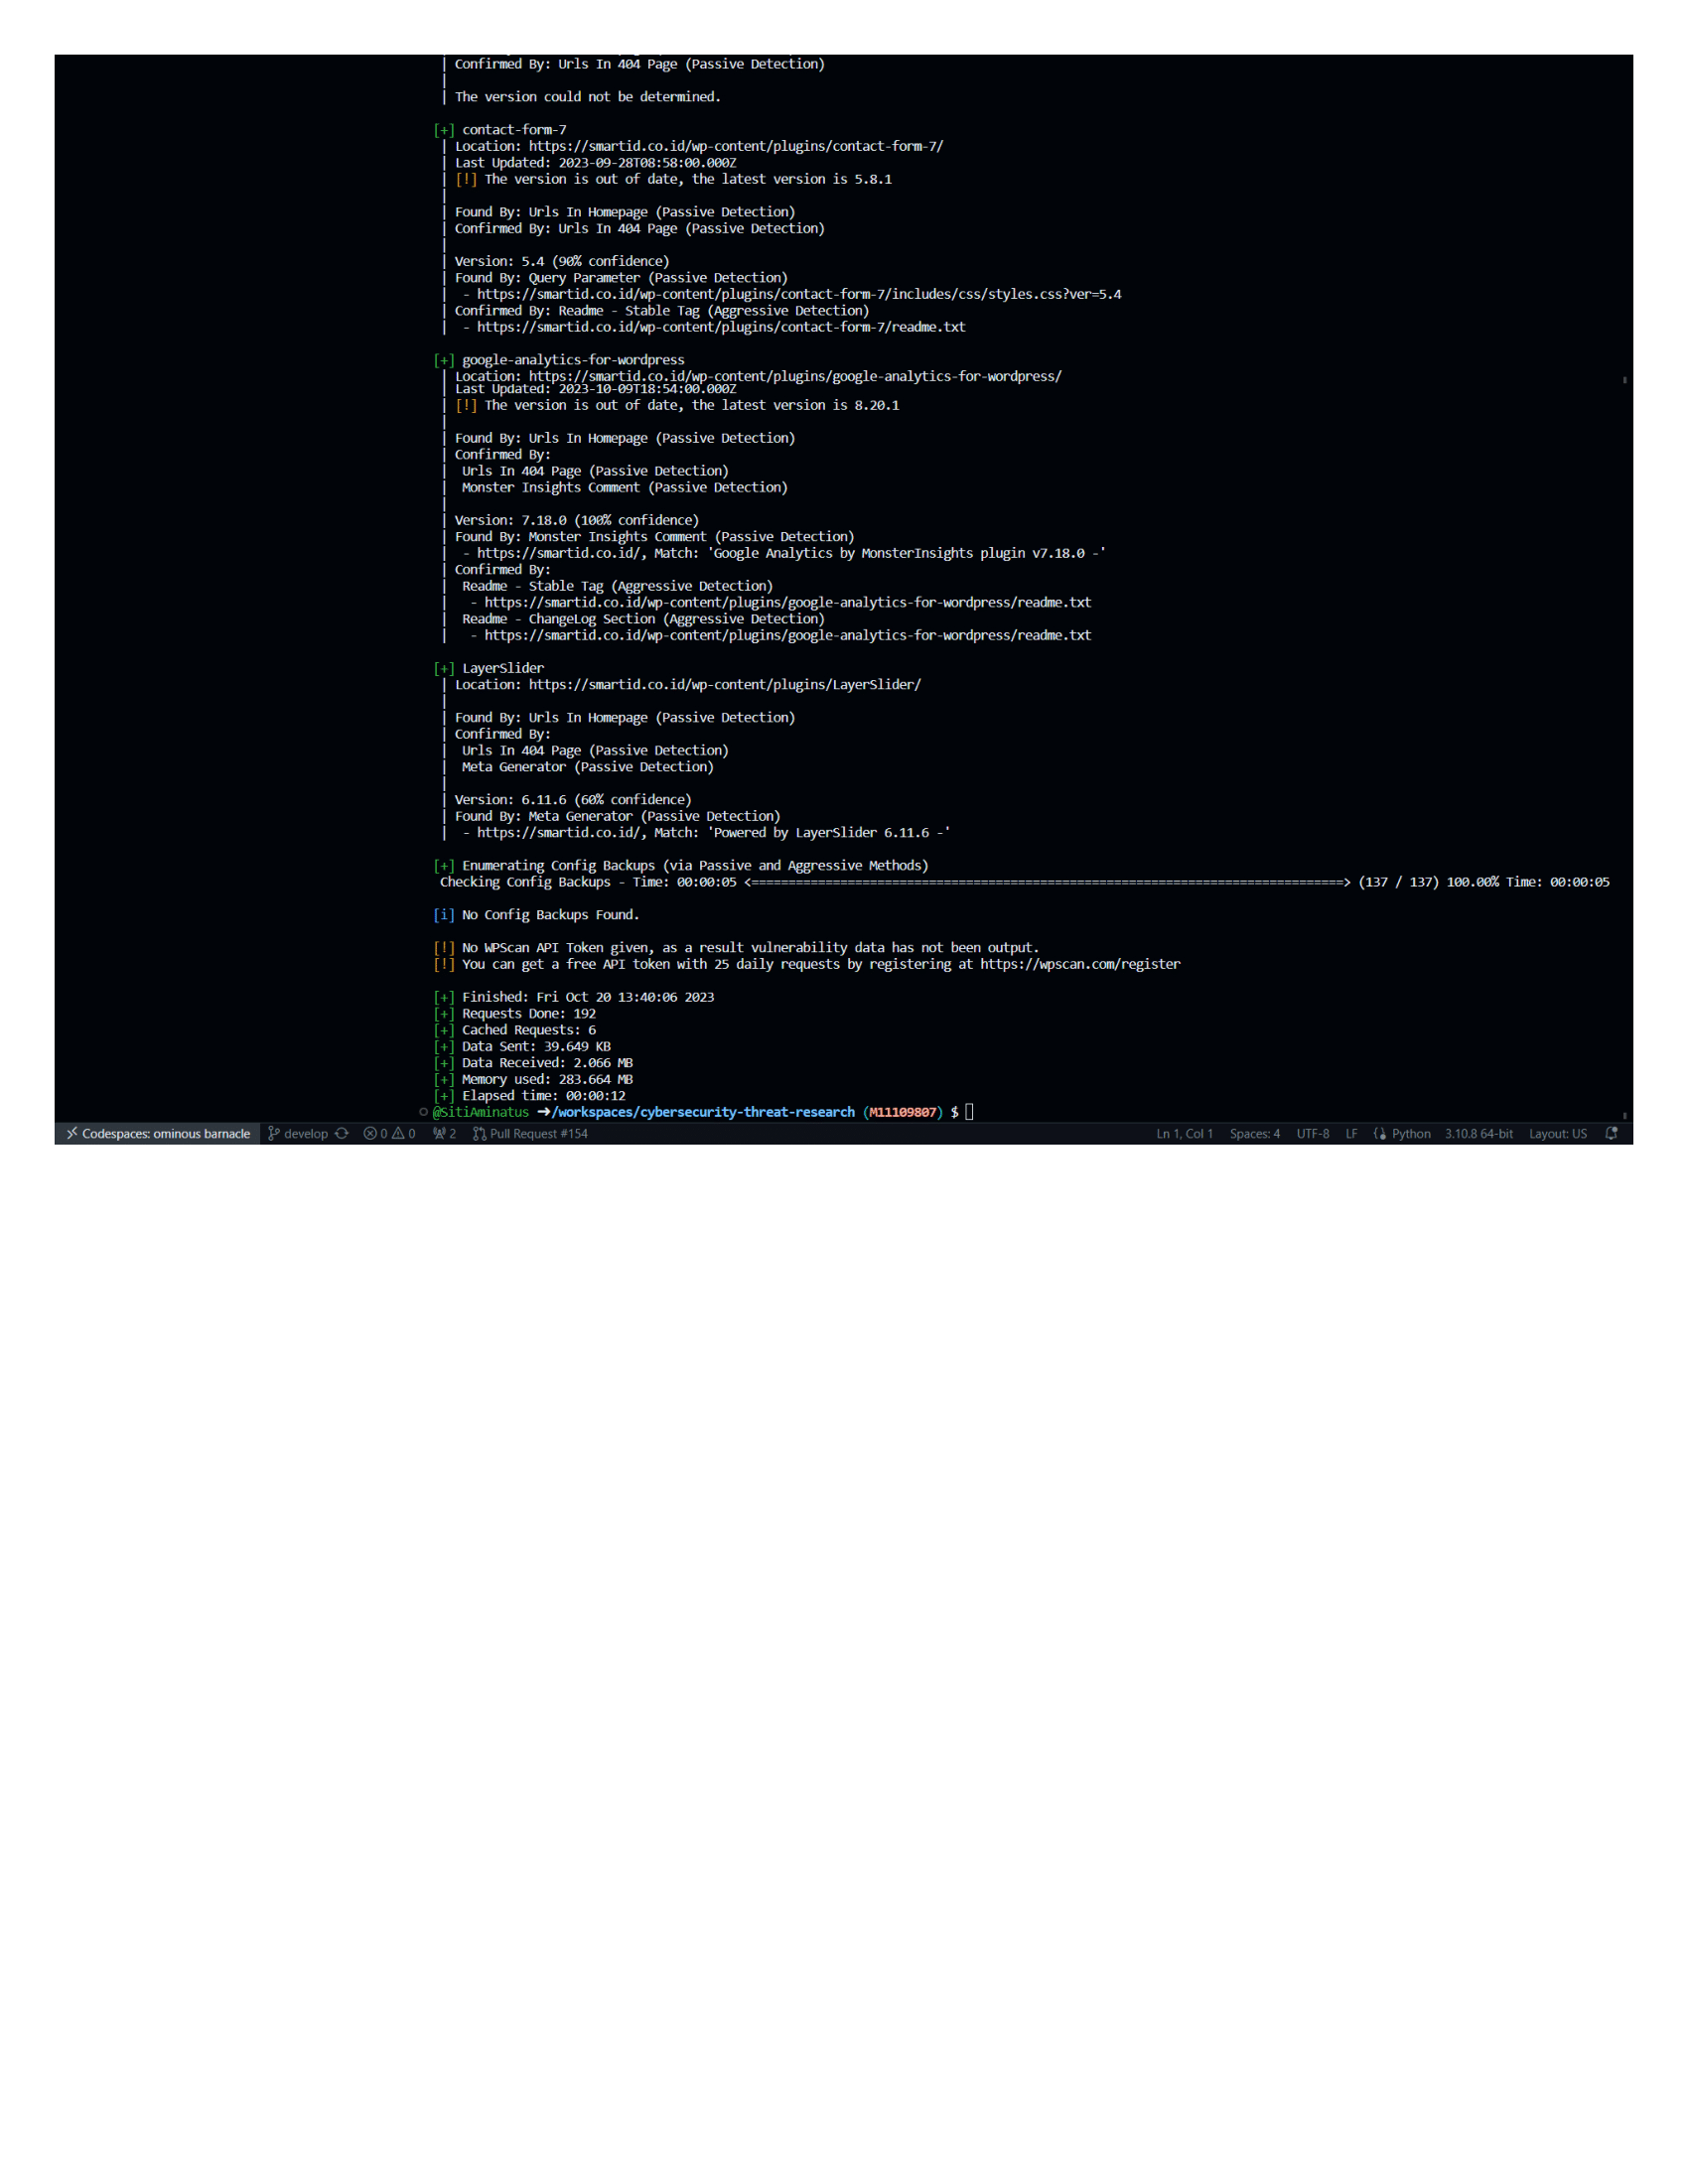 | Confirmed By: Urls In 404 Page (Passive Detection)
|
| The version could not be determined.
[+] contact-form-7
| Location: https://smartid.co.id/wp-content/plugins/contact-form-7/
| Last Updated: 2023-09-28T08:58:00.000Z
| [!] The version is out of date, the latest version is 5.8.1
|
| Found By: Urls In Homepage (Passive Detection)
| Confirmed By: Urls In 404 Page (Passive Detection)
|
| Version: 5.4 (90% confidence)
| Found By: Query Parameter (Passive Detection)
|  - https://smartid.co.id/wp-content/plugins/contact-form-7/includes/css/styles.css?ver=5.4
| Confirmed By: Readme - Stable Tag (Aggressive Detection)
|  - https://smartid.co.id/wp-content/plugins/contact-form-7/readme.txt
[+] google-analytics-for-wordpress
| Location: https://smartid.co.id/wp-content/plugins/google-analytics-for-wordpress/
| Last Updated: 2023-10-09T18:54:00.000Z
| [!] The version is out of date, the latest version is 8.20.1
|
| Found By: Urls In Homepage (Passive Detection)
| Confirmed By:
|  Urls In 404 Page (Passive Detection)
|  Monster Insights Comment (Passive Detection)
|
| Version: 7.18.0 (100% confidence)
| Found By: Monster Insights Comment (Passive Detection)
|  - https://smartid.co.id/, Match: 'Google Analytics by MonsterInsights plugin v7.18.0 -'
| Confirmed By:
|  Readme - Stable Tag (Aggressive Detection)
|   - https://smartid.co.id/wp-content/plugins/google-analytics-for-wordpress/readme.txt
|  Readme - ChangeLog Section (Aggressive Detection)
|   - https://smartid.co.id/wp-content/plugins/google-analytics-for-wordpress/readme.txt
[+] LayerSlider
| Location: https://smartid.co.id/wp-content/plugins/LayerSlider/
|
| Found By: Urls In Homepage (Passive Detection)
| Confirmed By:
|  Urls In 404 Page (Passive Detection)
|  Meta Generator (Passive Detection)
|
| Version: 6.11.6 (60% confidence)
| Found By: Meta Generator (Passive Detection)
|  - https://smartid.co.id/, Match: 'Powered by LayerSlider 6.11.6 -'
[+] Enumerating Config Backups (via Passive and Aggressive Methods)
Checking Config Backups - Time: 00:00:05 <================================================================================> (137 / 137) 100.00% Time: 00:00:05
[i] No Config Backups Found.
[!] No WPScan API Token given, as a result vulnerability data has not been output.
[!] You can get a free API token with 25 daily requests by registering at https://wpscan.com/register
[+] Finished: Fri Oct 20 13:40:06 2023
[+] Requests Done: 192
[+] Cached Requests: 6
[+] Data Sent: 39.649 KB
[+] Data Received: 2.066 MB
[+] Memory used: 283.664 MB
[+] Elapsed time: 00:00:12
@SitiAminatus ➜/workspaces/cybersecurity-threat-research (M11109807) $
Codespaces: ominous barnacle develop 0 0 2 Pull Request #154 Ln 1, Col 1 Spaces: 4 UTF-8 LF Python 3.10.8 64-bit Layout: US